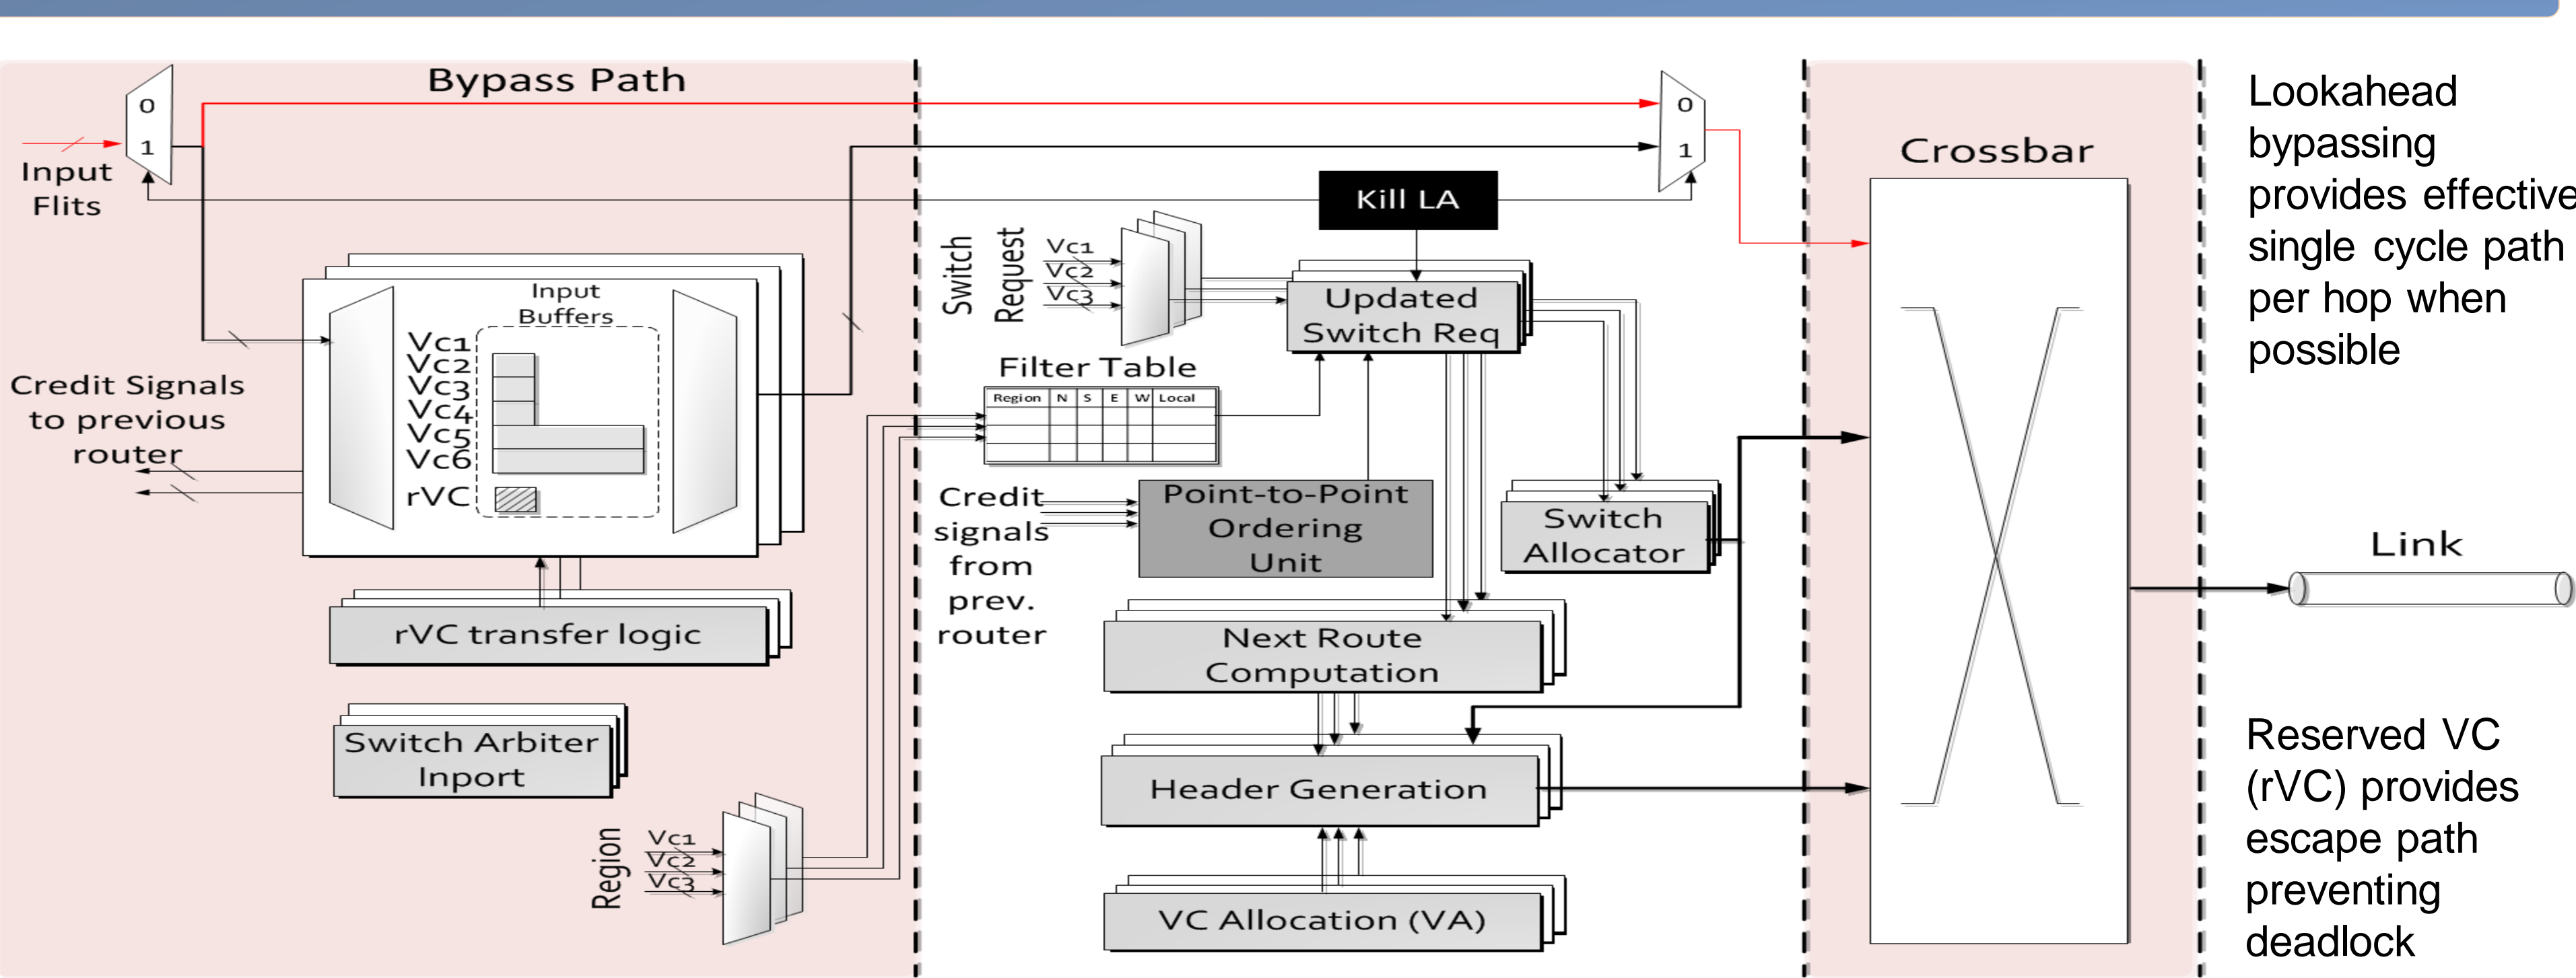 Bypass Path
0
1
Input
Flits
Input
Buffers
Vc1
Vc2
Vc3
Vc4
Vc5
Vc6
rVC
Credit Signals
to previous
router
rVC transfer logic
Switch Arbiter
Inport
Region
Vc1
Vc2
Vc3
0
1
Kill LA
Switch
Request
Vc1
Vc2
Vc3
Updated
Switch Req
Filter Table
Region N S E W Local
Credit
signals
from
prev.
router
Point-to-Point
Ordering
Unit
Switch
Allocator
Next Route
Computation
Header Generation
VC Allocation (VA)
Crossbar
Link
Lookahead
bypassing
provides effective
single cycle path
per hop when
possible
Reserved VC
(rVC) provides
escape path
preventing
deadlock